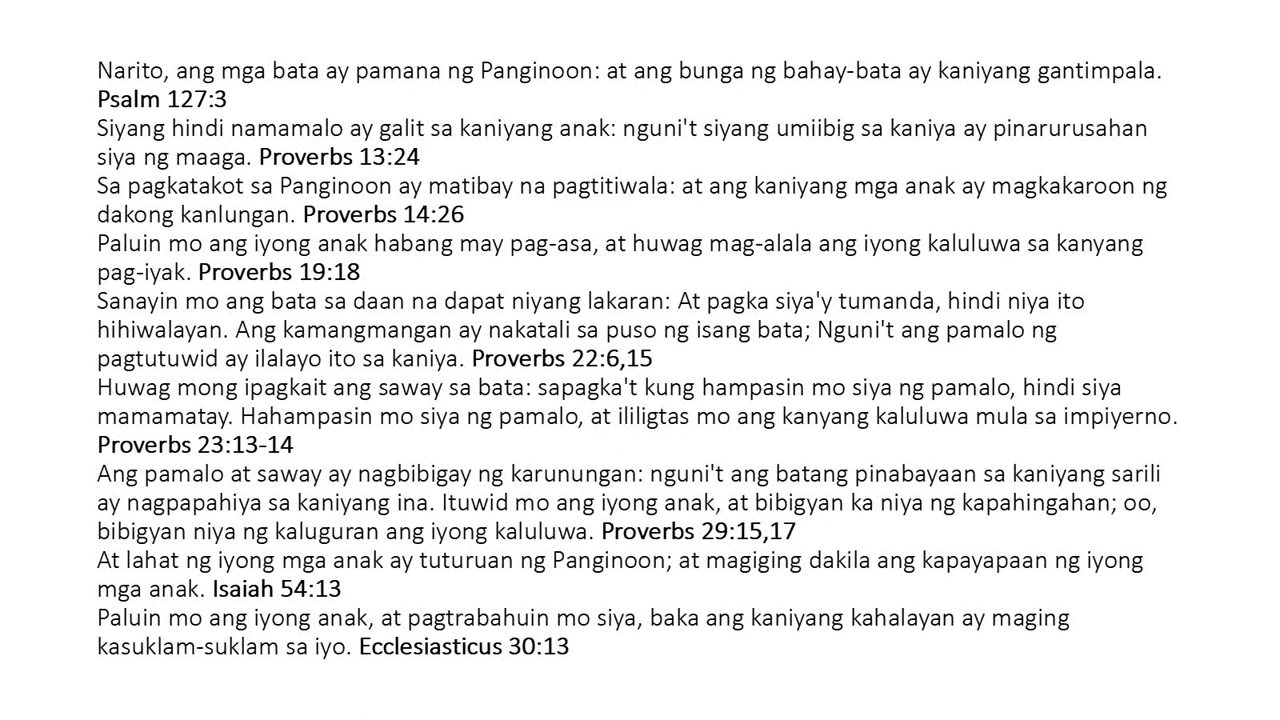 Narito, ang mga bata ay pamana ng Panginoon: at ang bunga ng bahay-bata ay kaniyang gantimpala.
Psalm 127:3
Siyang hindi namamalo ay galit sa kaniyang anak: nguni't siyang umiibig sa kaniya ay pinarurusahan
siya ng maaga. Proverbs 13:24
Sa pagkatakot sa Panginoon ay matibay na pagtitiwala: at ang kaniyang mga anak ay magkakaroon ng
dakong kanlungan. Proverbs 14:26
Paluin mo ang iyong anak habang may pag-asa, at huwag mag-alala ang iyong kaluluwa sa kanyang
pag-iyak. Proverbs 19:18
Sanayin mo ang bata sa daan na dapat niyang lakaran: At pagka siya'y tumanda, hindi niya ito
hihiwalayan. Ang kamangmangan ay nakatali sa puso ng isang bata; Nguni't ang pamalo ng
pagtutuwid ay ilalayo ito sa kaniya. Proverbs 22:6,15
Huwag mong ipagkait ang saway sa bata: sapagka't kung hampasin mo siya ng pamalo, hindi siya
mamamatay. Hahampasin mo siya ng pamalo, at ililigtas mo ang kanyang kaluluwa mula sa impiyerno.
Proverbs 23:13-14
Ang pamalo at saway ay nagbibigay ng karunungan: nguni't ang batang pinabayaan sa kaniyang sarili
ay nagpapahiya sa kaniyang ina. Ituwid mo ang iyong anak, at bibigyan ka niya ng kapahingahan; oo,
bibigyan niya ng kaluguran ang iyong kaluluwa. Proverbs 29:15,17
At lahat ng iyong mga anak ay tuturuan ng Panginoon; at magiging dakila ang kapayapaan ng iyong
mga anak. Isaiah 54:13
Paluin mo ang iyong anak, at pagtrabahuin mo siya, baka ang kaniyang kahalayan ay maging
kasuklam-suklam sa iyo. Ecclesiasticus 30:13